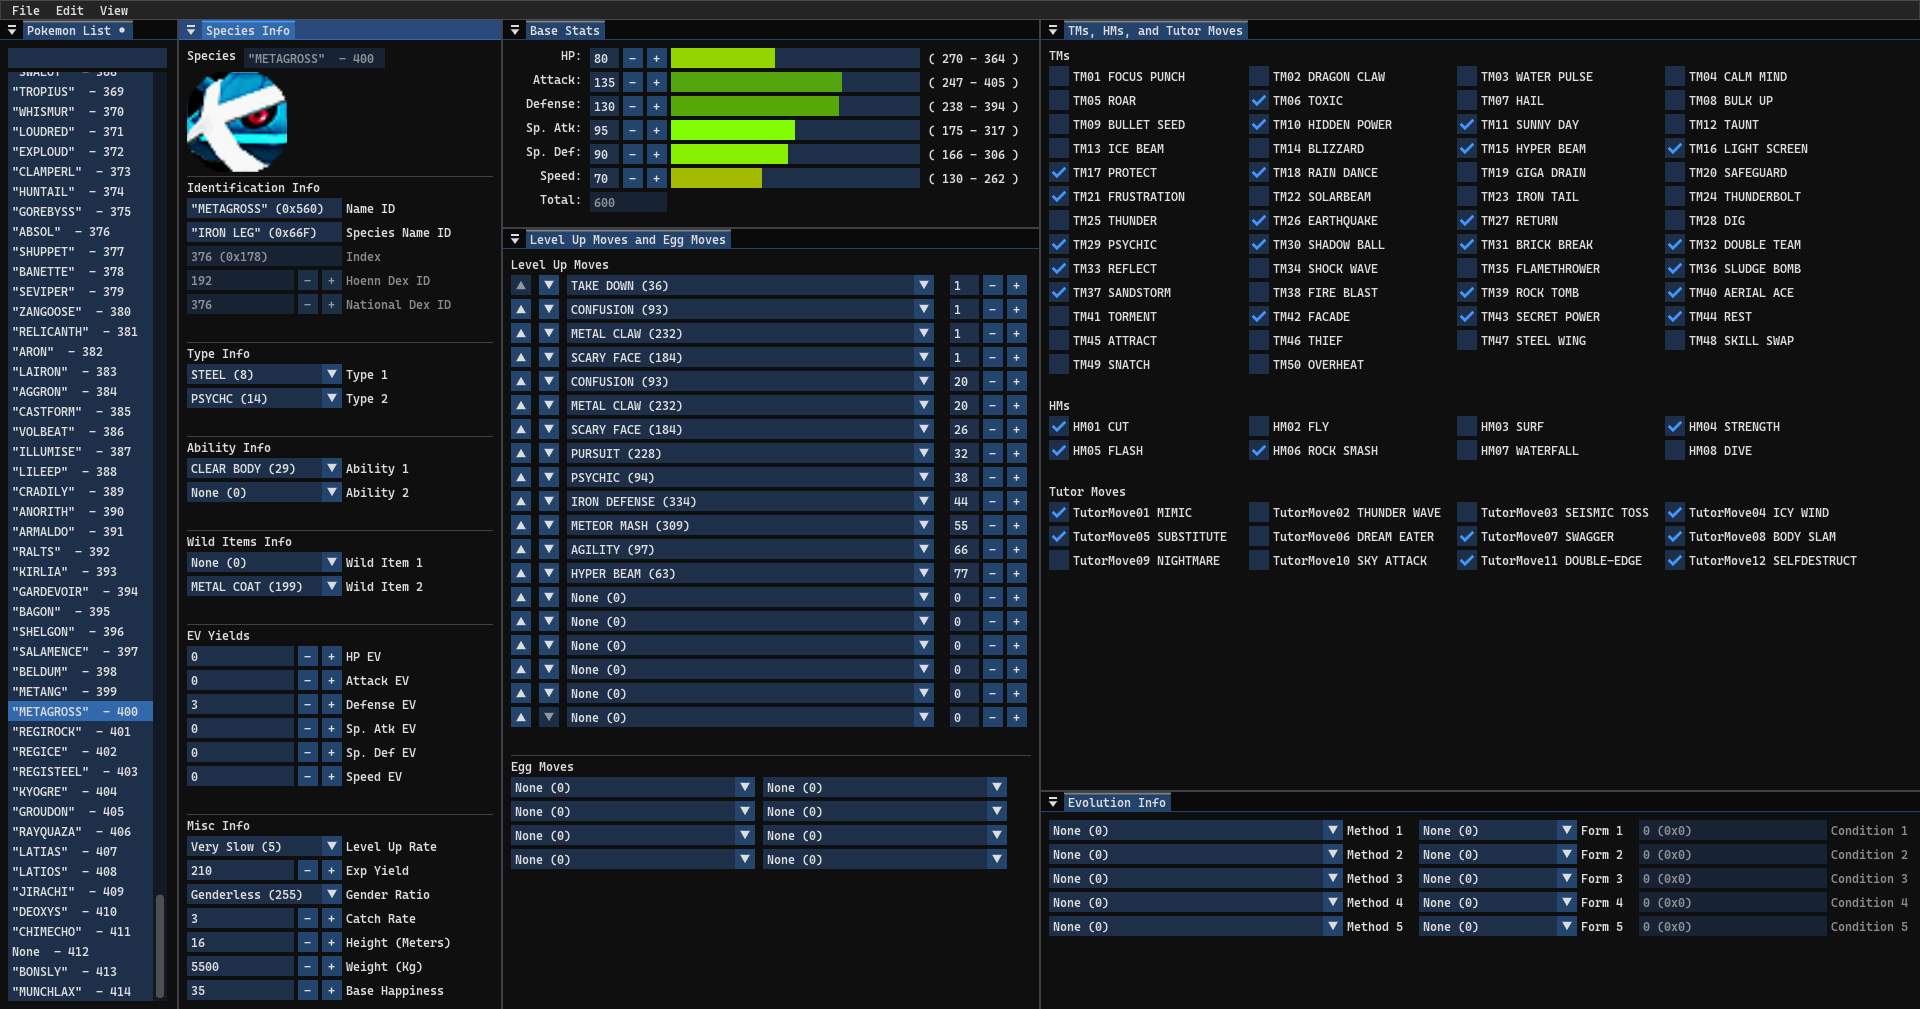 File Edit View
Pokemon List
"SWALOT" - 368
"TROPIUS" - 369
"WHISMUR" - 370
"LOUDRED" - 371
"EXPLOUD" - 372
"CLAMPERL" - 373
"HUNTAIL" - 374
"GOREBYSS" - 375
"ABSOL" - 376
"SHUPPET" - 377
"BANETTE" - 378
"SEVIPER" - 379
"ZANGOOSE" - 380
"RELICANTH" - 381
"ARON" - 382
"LAIRON" - 383
"AGGRON" - 384
"CASTFORM" - 385
"VOLBEAT" - 386
"ILLUMISE" - 387
"LILEEP" - 388
"CRADILY" - 389
"ANORITH" - 390
"ARMALDO" - 391
"RALTS" - 392
"KIRLIA" - 393
"GARDEVOIR" - 394
"BAGON" - 395
"SHELGON" - 396
"SALAMENCE" - 397
"BELDUM" - 398
"METANG" - 399
"METAGROSS" - 400
"REGIROCK" - 401
"REGICE" - 402
"REGISTEEL" - 403
"KYOGRE" - 404
"GROUDON" - 405
"RAYQUAZA" - 406
"LATIAS" - 407
"LATIOS" - 408
"JIRACHI" - 409
"DEOXYS" - 410
"CHIMECHO" - 411
None - 412
"BONSLY" - 413
"MUNCHLAX" - 414
Species Info
Species "METAGROSS" - 400
Identification Info
"METAGROSS" (0x560) Name ID
"IRON LEG" (0x66F) Species Name ID
376 (0x178) Index
192 - + Hoenn Dex ID
376 - + National Dex ID
Type Info
STEEL (8) Type 1
PSYCHC (14) Type 2
Ability Info
CLEAR BODY (29) Ability 1
None (0) Ability 2
Wild Items Info
None (0) Wild Item 1
METAL COAT (199) Wild Item 2
EV Yields
0 - + HP EV
0 - + Attack EV
3 - + Defense EV
0 - + Sp. Atk EV
0 - + Sp. Def EV
0 - + Speed EV
Misc Info
Very Slow (5) Level Up Rate
210 - + Exp Yield
Genderless (255) Gender Ratio
3 - + Catch Rate
16 - + Height (Meters)
5500 - + Weight (Kg)
35 - + Base Happiness
Base Stats
HP: 80 - + ( 270 - 364 )
Attack: 135 - + ( 247 - 405 )
Defense: 130 - + ( 238 - 394 )
Sp. Atk: 95 - + ( 175 - 317 )
Sp. Def: 90 - + ( 166 - 306 )
Speed: 70 - + ( 130 - 262 )
Total: 600
Level Up Moves and Egg Moves
Level Up Moves
TAKE DOWN (36) 1 - +
CONFUSION (93) 1 - +
METAL CLAW (232) 1 - +
SCARY FACE (184) 1 - +
CONFUSION (93) 20 - +
METAL CLAW (232) 20 - +
SCARY FACE (184) 26 - +
PURSUIT (228) 32 - +
PSYCHIC (94) 38 - +
IRON DEFENSE (334) 44 - +
METEOR MASH (309) 55 - +
AGILITY (97) 66 - +
HYPER BEAM (63) 77 - +
None (0) 0 - +
None (0) 0 - +
None (0) 0 - +
None (0) 0 - +
None (0) 0 - +
None (0) 0 - +
Egg Moves
None (0) None (0)
None (0) None (0)
None (0) None (0)
None (0) None (0)
TMs, HMs, and Tutor Moves
TMs
TM01 FOCUS PUNCH TM02 DRAGON CLAW TM03 WATER PULSE TM04 CALM MIND
TM05 ROAR TM06 TOXIC TM07 HAIL TM08 BULK UP
TM09 BULLET SEED TM10 HIDDEN POWER TM11 SUNNY DAY TM12 TAUNT
TM13 ICE BEAM TM14 BLIZZARD TM15 HYPER BEAM TM16 LIGHT SCREEN
TM17 PROTECT TM18 RAIN DANCE TM19 GIGA DRAIN TM20 SAFEGUARD
TM21 FRUSTRATION TM22 SOLARBEAM TM23 IRON TAIL TM24 THUNDERBOLT
TM25 THUNDER TM26 EARTHQUAKE TM27 RETURN TM28 DIG
TM29 PSYCHIC TM30 SHADOW BALL TM31 BRICK BREAK TM32 DOUBLE TEAM
TM33 REFLECT TM34 SHOCK WAVE TM35 FLAMETHROWER TM36 SLUDGE BOMB
TM37 SANDSTORM TM38 FIRE BLAST TM39 ROCK TOMB TM40 AERIAL ACE
TM41 TORMENT TM42 FACADE TM43 SECRET POWER TM44 REST
TM45 ATTRACT TM46 THIEF TM47 STEEL WING TM48 SKILL SWAP
TM49 SNATCH TM50 OVERHEAT
HMs
HM01 CUT HM02 FLY HM03 SURF HM04 STRENGTH
HM05 FLASH HM06 ROCK SMASH HM07 WATERFALL HM08 DIVE
Tutor Moves
TutorMove01 MIMIC TutorMove02 THUNDER WAVE TutorMove03 SEISMIC TOSS TutorMove04 ICY WIND
TutorMove05 SUBSTITUTE TutorMove06 DREAM EATER TutorMove07 SWAGGER TutorMove08 BODY SLAM
TutorMove09 NIGHTMARE TutorMove10 SKY ATTACK TutorMove11 DOUBLE-EDGE TutorMove12 SELFDESTRUCT
Evolution Info
None (0) Method 1 None (0) Form 1 0 (0x0) Condition 1
None (0) Method 2 None (0) Form 2 0 (0x0) Condition 2
None (0) Method 3 None (0) Form 3 0 (0x0) Condition 3
None (0) Method 4 None (0) Form 4 0 (0x0) Condition 4
None (0) Method 5 None (0) Form 5 0 (0x0) Condition 5